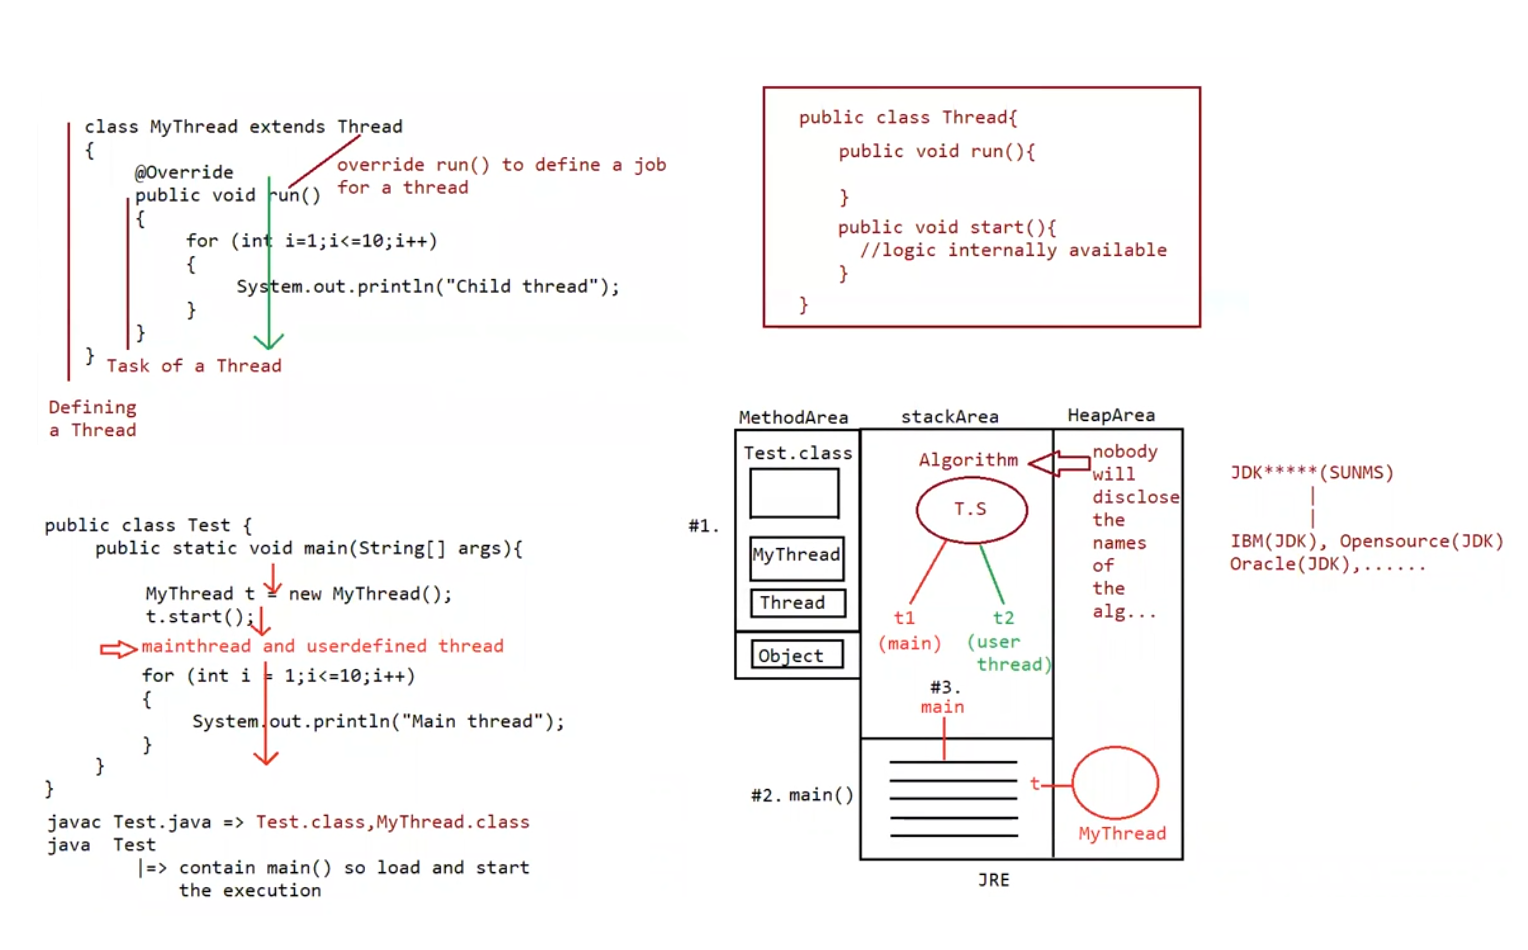 class MyThread extends Thread
{
@Override
public void run()
{
for (int i=1;i<=10;i++)
{
System.out.println("Child thread");
}
}
}
override run() to define a job
for a thread
Task of a Thread
Defining
a Thread
public class Thread{
public void run(){
}
public void start(){
//logic internally available
}
}
public class Test {
public static void main(String[] args){
MyThread t = new MyThread();
t.start();
mainthread and userdefined thread
for (int i = 1;i<=10;i++)
{
System.out.println("Main thread");
}
}
}
javac Test.java => Test.class,MyThread.class
java Test
|=> contain main() so load and start
the execution
MethodArea
stackArea
HeapArea
#1.
Test.class
MyThread
Thread
Object
Algorithm
T.S
t1
(main)
t2
(user
thread)
#3.
main
#2. main()
nobody
will
disclose
the
names
of
the
alg...
t
MyThread
JRE
JDK*****(SUNMS)
|
|
IBM(JDK), Opensource(JDK)
Oracle(JDK),......